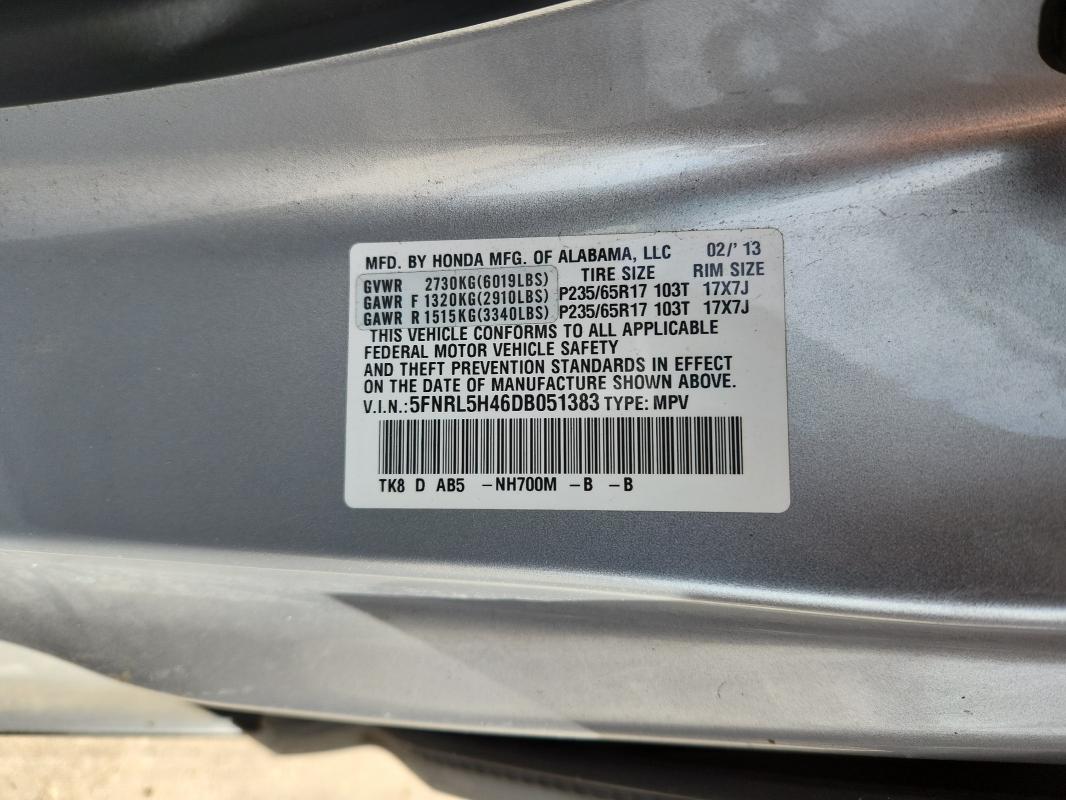 MFD. BY HONDA MFG. OF ALABAMA, LLC 02/' 13
TIRE SIZE RIM SIZE
GVWR 2730KG(6019LBS)
GAWR F 1320KG(2910LBS) P235/65R17 103T 17X7J
GAWR R 1515KG(3340LBS) P235/65R17 103T 17X7J
THIS VEHICLE CONFORMS TO ALL APPLICABLE
FEDERAL MOTOR VEHICLE SAFETY
AND THEFT PREVENTION STANDARDS IN EFFECT
ON THE DATE OF MANUFACTURE SHOWN ABOVE.
V.I.N.:5FNRL5H46DB051383 TYPE: MPV
TK8 D AB5 -NH700M -B -B